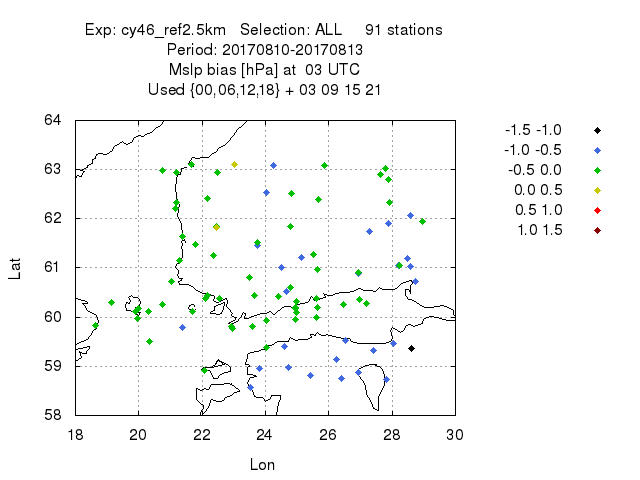 Exp: cy46_ref2.5km Selection: ALL 91 stations
Period: 20170810-20170813
Mslp bias [hPa] at 03 UTC
Used {00,06,12,18} + 03 09 15 21
64
63
62
61
60
59
58
Lat
18 20 22 24 26 28 30
Lon
-1.5 -1.0
-1.0 -0.5
-0.5 0.0
0.0 0.5
0.5 1.0
1.0 1.5